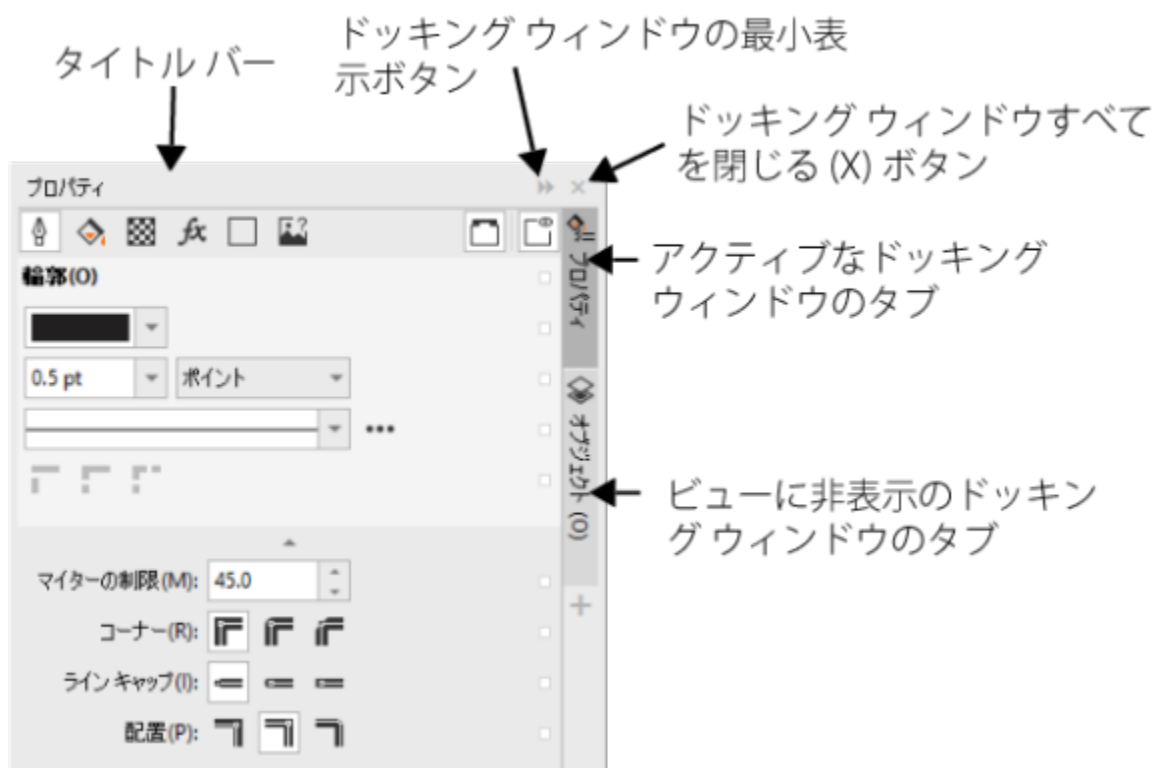 タイトル バー
ドッキング ウィンドウの最小表
示ボタン
ドッキング ウィンドウすべて
を閉じる (X) ボタン
プロパティ
輪郭(O)
0.5 pt
ポイント
マイターの制限(M): 45.0
コーナー(R):
ライン キャップ(I):
配置(P):
プロパティ
アクティブなドッキング
ウィンドウのタブ
オブジェクト (O)
ビューに非表示のドッキン
グ ウィンドウのタブ